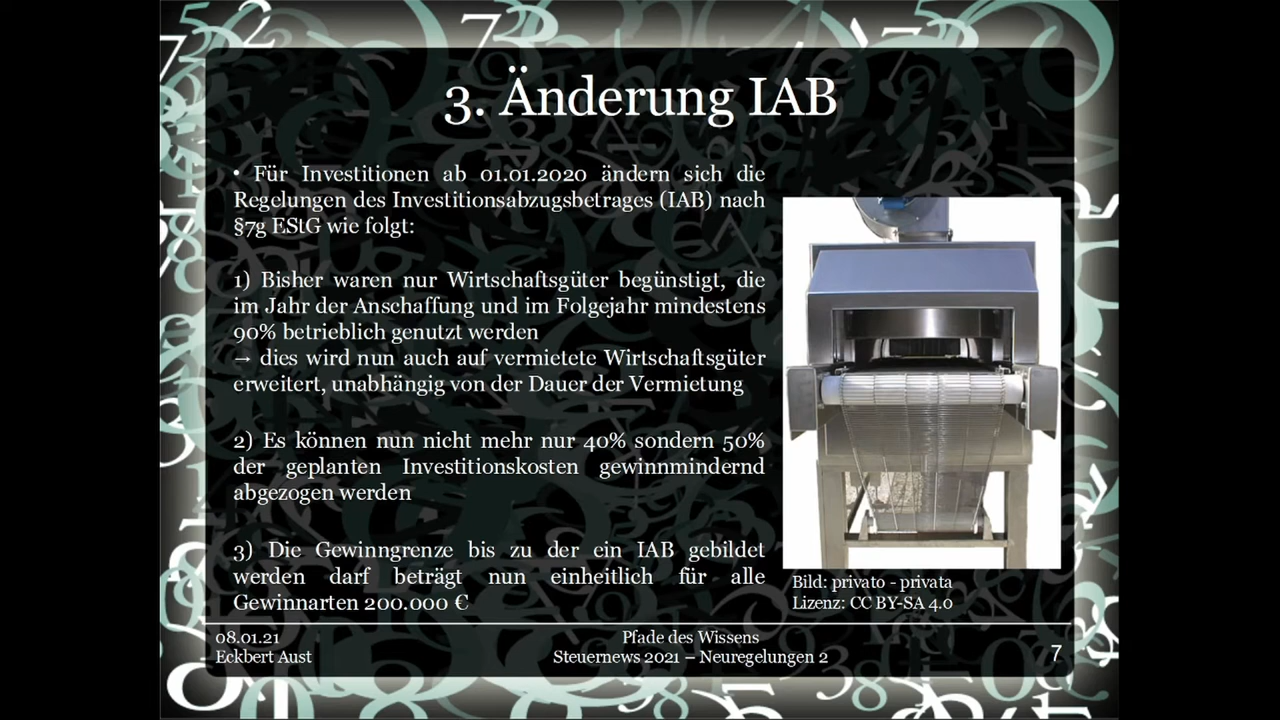 3. Änderung IAB
• Für Investitionen ab 01.01.2020 ändern sich die
Regelungen des Investitionsabzugsbetrages (IAB) nach
§7g EStG wie folgt:
1) Bisher waren nur Wirtschaftsgüter begünstigt, die
im Jahr der Anschaffung und im Folgejahr mindestens
90% betrieblich genutzt werden
→ dies wird nun auch auf vermietete Wirtschaftsgüter
erweitert, unabhängig von der Dauer der Vermietung
2) Es können nun nicht mehr nur 40% sondern 50%
der geplanten Investitionskosten gewinnmindernd
abgezogen werden
3) Die Gewinngrenze bis zu der ein IAB gebildet
werden darf beträgt nun einheitlich für alle
Gewinnarten 200.000 €
Bild: privato - privata
Lizenz: CC BY-SA 4.0
08.01.21
Eckbert Aust
Pfade des Wissens
Steuernews 2021 – Neuregelungen 2
7